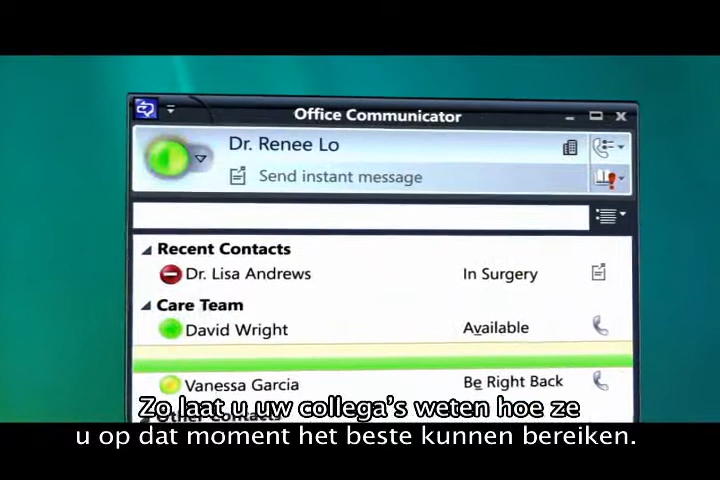 Office Communicator
Dr. Renee Lo
Send instant message
Recent Contacts
Dr. Lisa Andrews In Surgery
Care Team
David Wright Available
Vanessa Garcia Be Right Back
Other Contacts
Zo laat u uw collega's weten hoe ze
u op dat moment het beste kunnen bereiken.